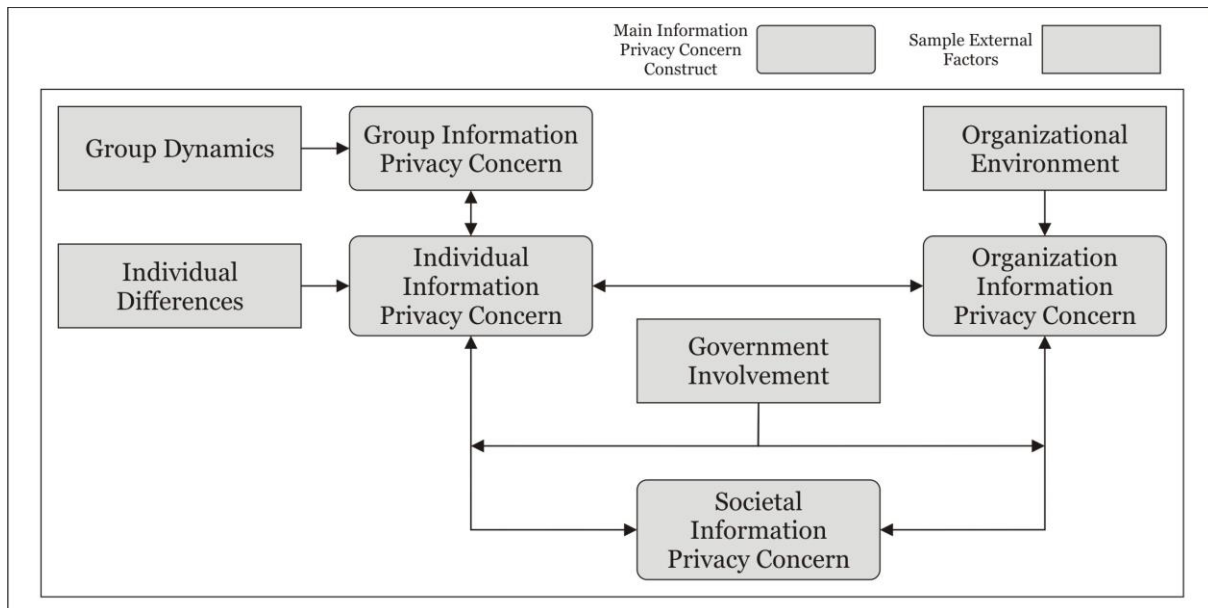 Main Information
Privacy Concern
Construct
Sample External
Factors
Group Dynamics
Group Information
Privacy Concern
Organizational
Environment
Individual
Differences
Individual
Information
Privacy Concern
Organization
Information
Privacy Concern
Government
Involvement
Societal
Information
Privacy Concern